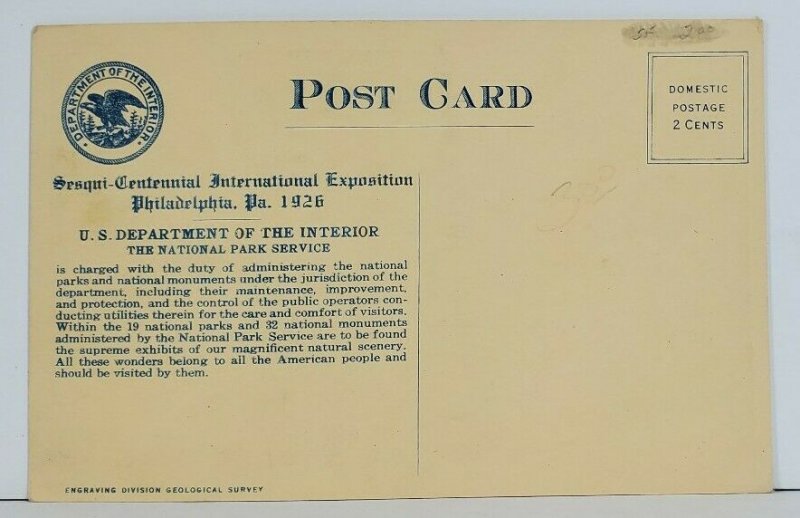 DEPARTMENT OF THE INTERIOR
POST CARD
DOMESTIC
POSTAGE
2 CENTS
Sesqui-Centennial International Exposition
Philadelphia, Pa. 1926
U. S. DEPARTMENT OF THE INTERIOR
THE NATIONAL PARK SERVICE
is charged with the duty of administering the national
parks and national monuments under the jurisdiction of the
department, including their maintenance, improvement,
and protection, and the control of the public operators con-
ducting utilities therein for the care and comfort of visitors.
Within the 19 national parks and 32 national monuments
administered by the National Park Service are to be found
the supreme exhibits of our magnificent natural scenery.
All these wonders belong to all the American people and
should be visited by them.
ENGRAVING DIVISION GEOLOGICAL SURVEY